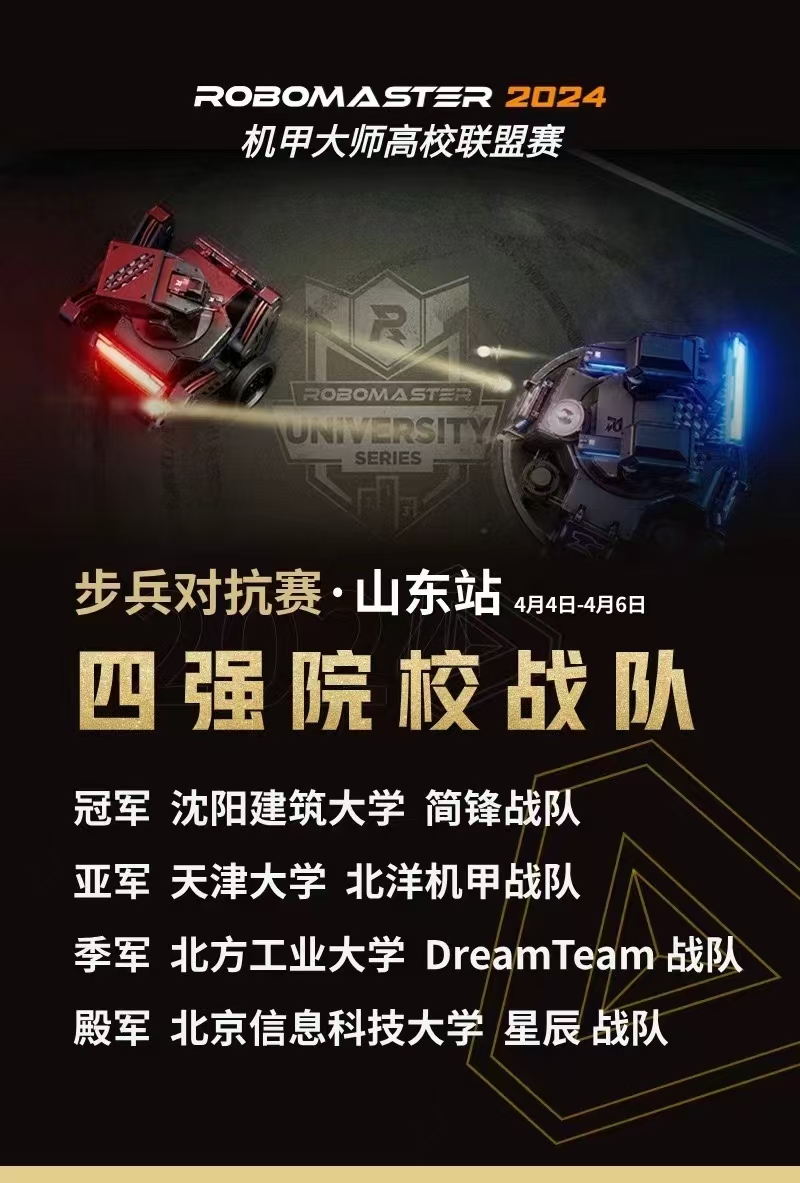 ROBOMASTER 2024
机甲大师高校联盟赛
R
ROBOMASTER
UNIVERSITY
SERIES
步兵对抗赛·山东站 4月4日-4月6日
四强院校战队
冠军 沈阳建筑大学 简锋战队
亚军 天津大学 北洋机甲战队
季军 北方工业大学 DreamTeam 战队
殿军 北京信息科技大学 星辰 战队